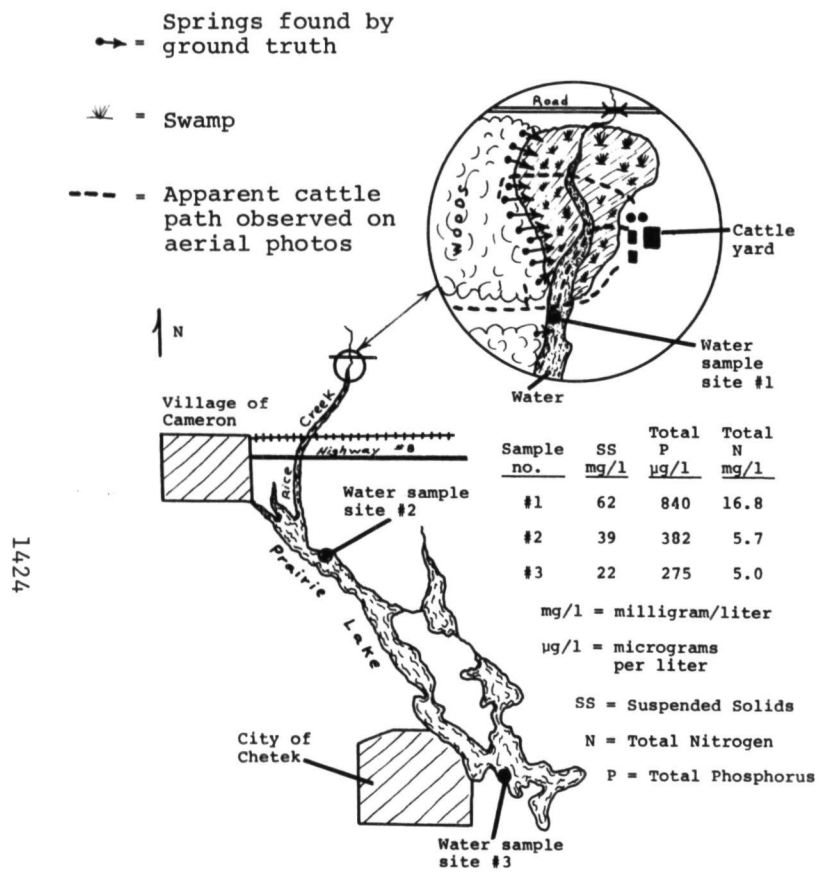 = Springs found by
ground truth
= Swamp
= Apparent cattle
path observed on
aerial photos
Road
WOODS
Cattle
yard
Water
sample
site #1
Water
N
Village of
Cameron
Creek
Highway #8
Rice
Water sample
site #2
Prairie
Lake
City of
Chetek
Water sample
site #3
Sample no. SS mg/l Total P µg/l Total N mg/l
#1 62 840 16.8
#2 39 382 5.7
#3 22 275 5.0
mg/l = milligram/liter
µg/l = micrograms
per liter
SS = Suspended Solids
N = Total Nitrogen
P = Total Phosphorus
1424